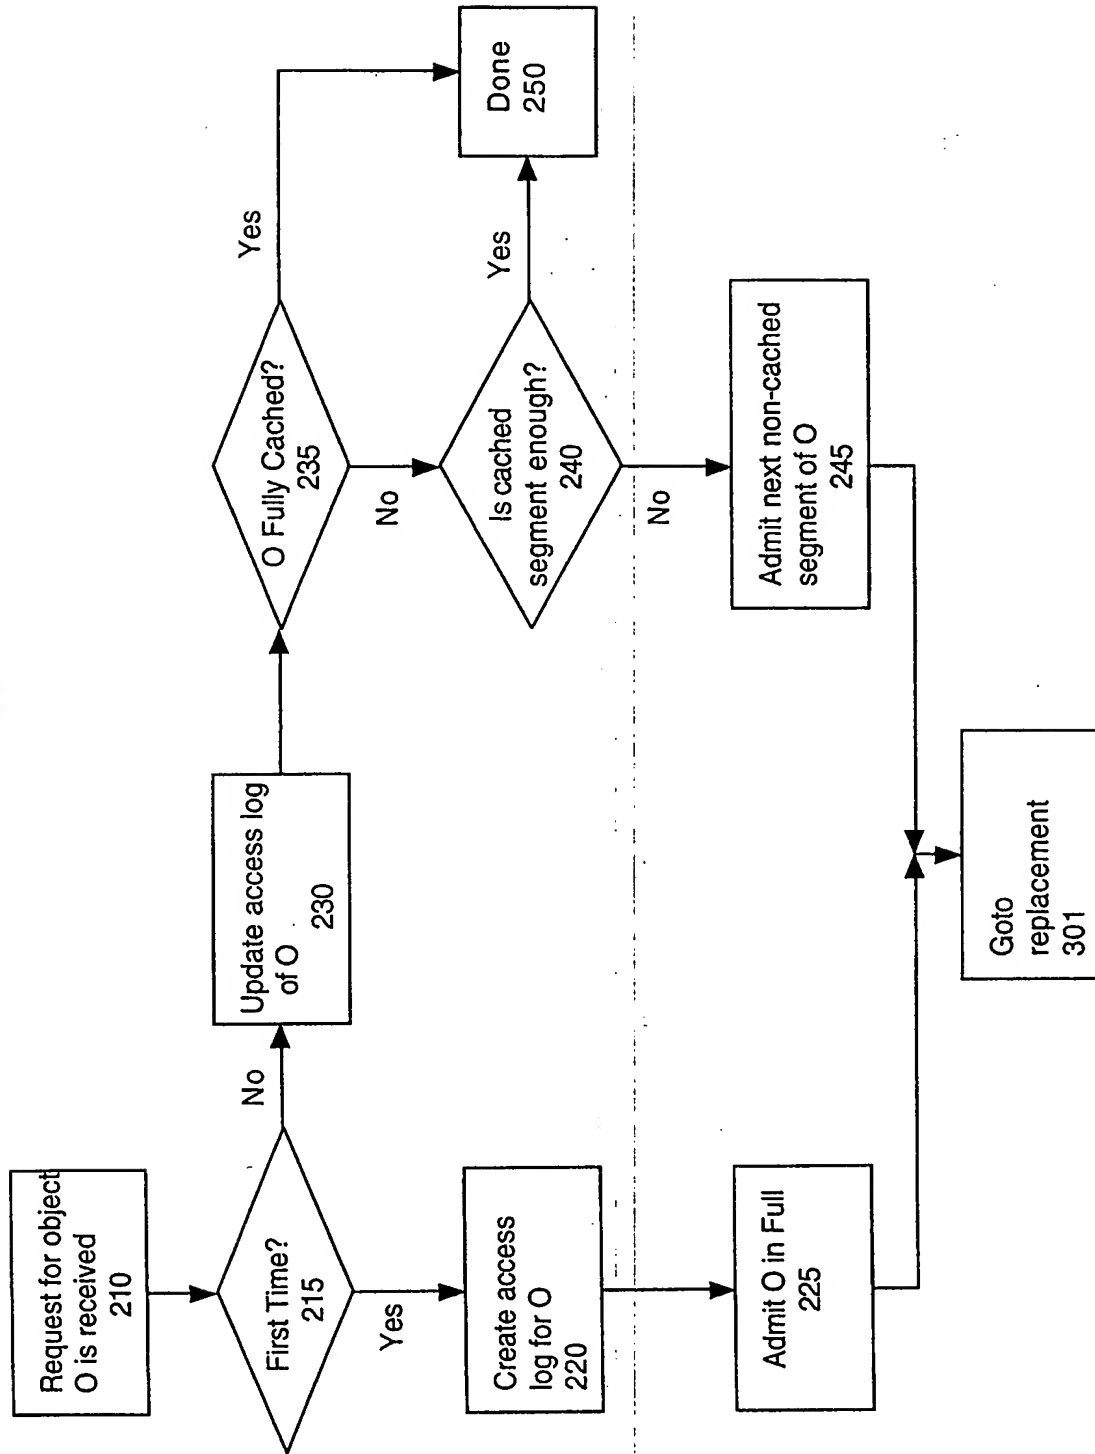 Request for object
O is received
210
First Time?
215
No
Yes
Create access
log for O
220
Admit O in Full
225
Update access log
of O
230
O Fully Cached?
235
Yes
No
Is cached
segment enough?
240
Yes
No
Done
250
Admit next non-cached
segment of O
245
Goto
replacement
301